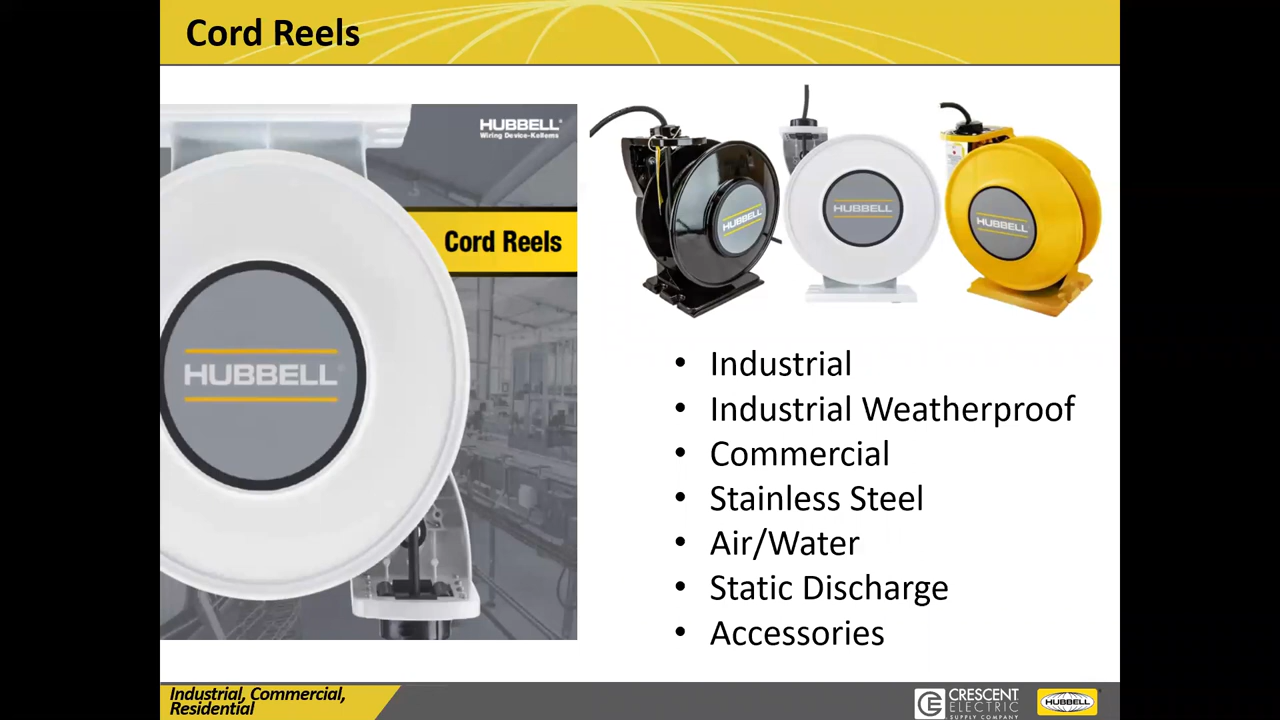 Cord Reels
HUBBELL®
Wiring Device-Kellems
Cord Reels
HUBBELL
HUBBELL
HUBBELL
HUBBELL
• Industrial
• Industrial Weatherproof
• Commercial
• Stainless Steel
• Air/Water
• Static Discharge
• Accessories
Industrial, Commercial,
Residential
CRESCENT
ELECTRIC
SUPPLY COMPANY
HUBBELL